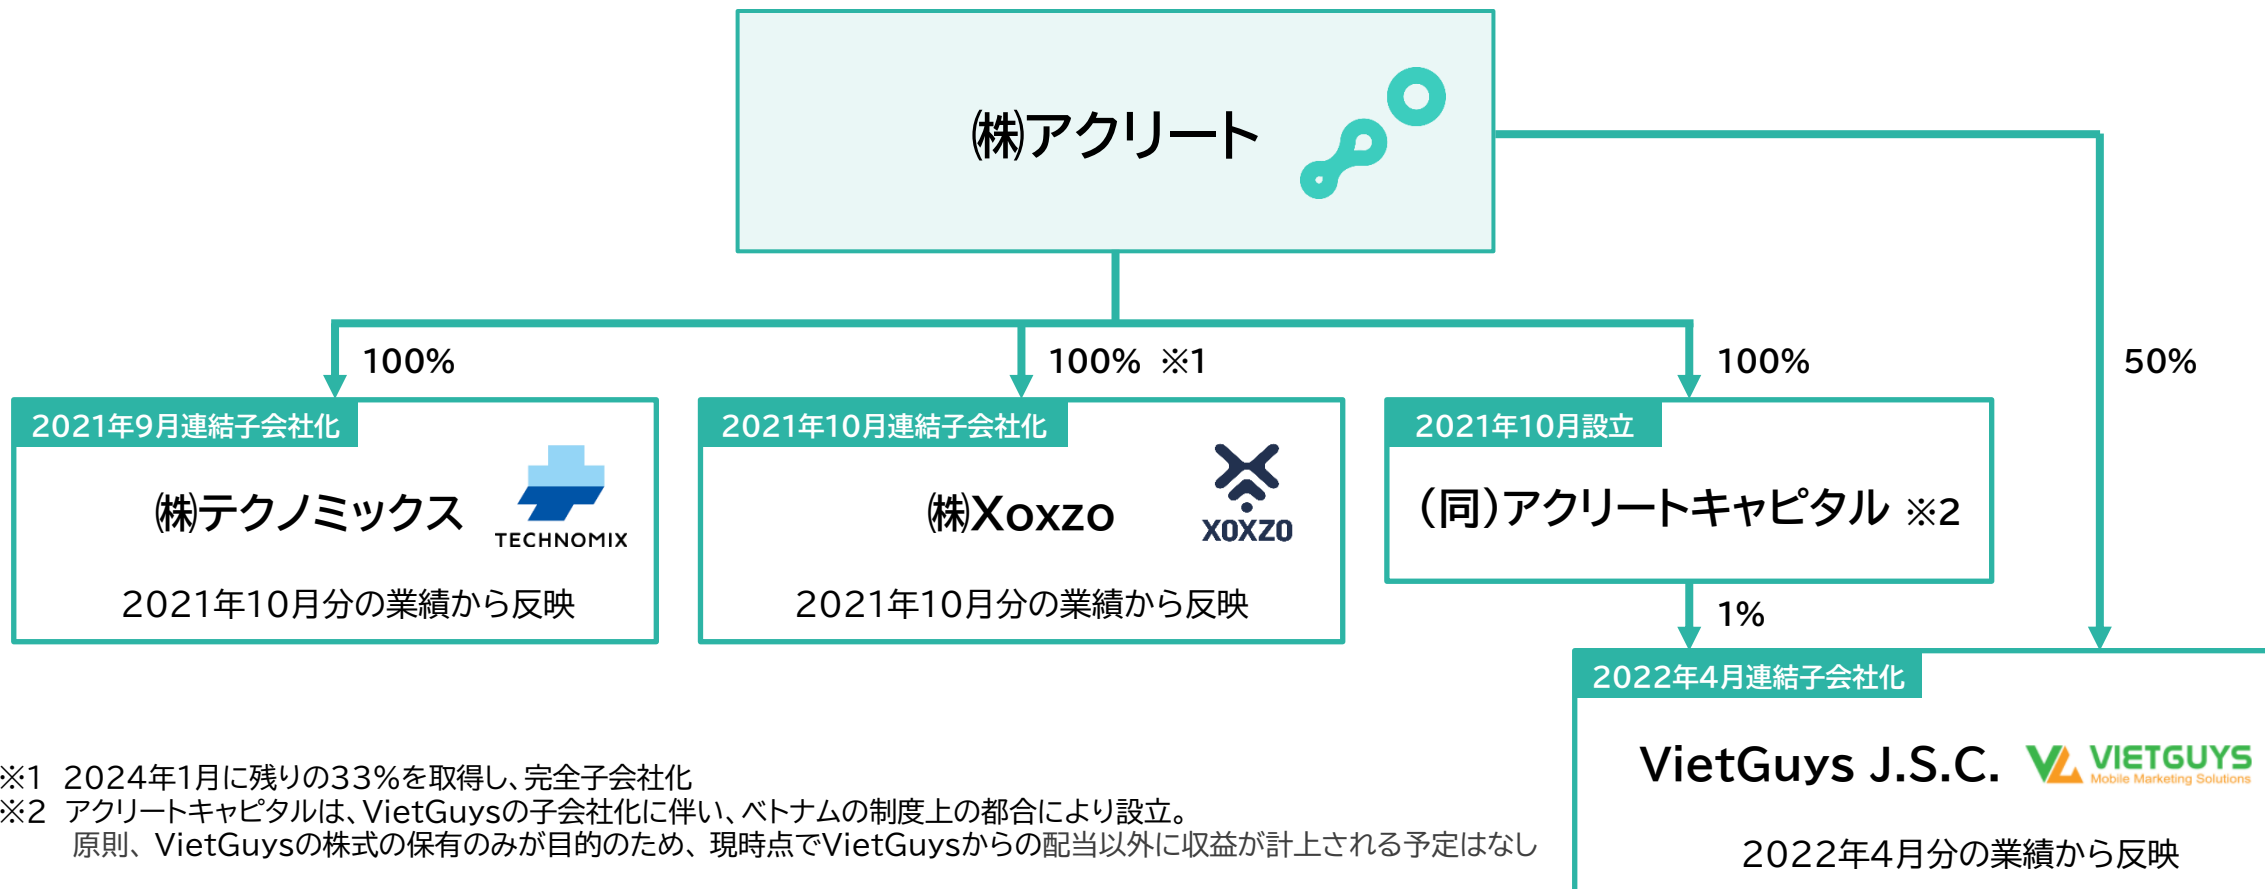 ㈱アクリート
100%
100% ※1
100%
50%
2021年9月連結子会社化
㈱テクノミックス
TECHNOMIX
2021年10月分の業績から反映
2021年10月連結子会社化
㈱Xoxzo
XOXZO
2021年10月分の業績から反映
2021年10月設立
(同)アクリートキャピタル ※2
1%
2022年4月連結子会社化
VietGuys J.S.C.
VIETGUYS
Mobile Marketing Solutions
2022年4月分の業績から反映
※1 2024年1月に残りの33%を取得し、完全子会社化
※2 アクリートキャピタルは、VietGuysの子会社化に伴い、ベトナムの制度上の都合により設立。
原則、VietGuysの株式の保有のみが目的のため、現時点でVietGuysからの配当以外に収益が計上される予定はなし